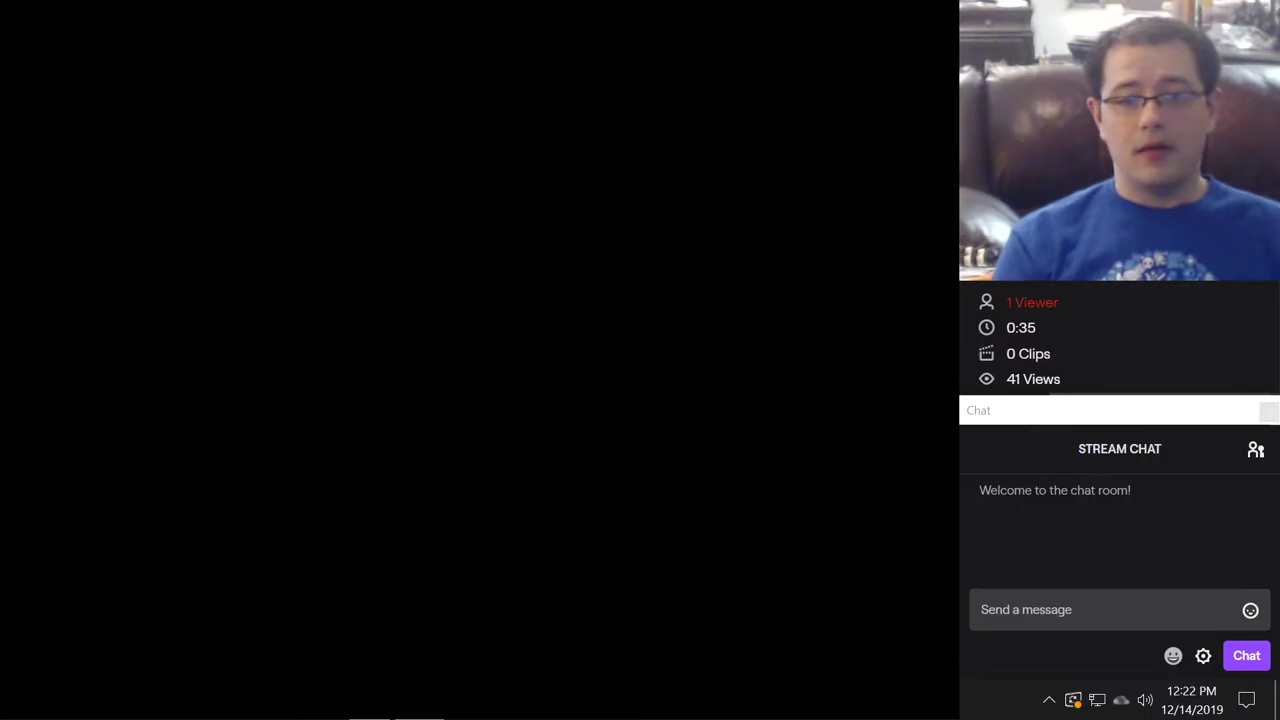 1 Viewer
0:35
0 Clips
41 Views
Chat
STREAM CHAT
Welcome to the chat room!
Send a message
Chat
12:22 PM
12/14/2019